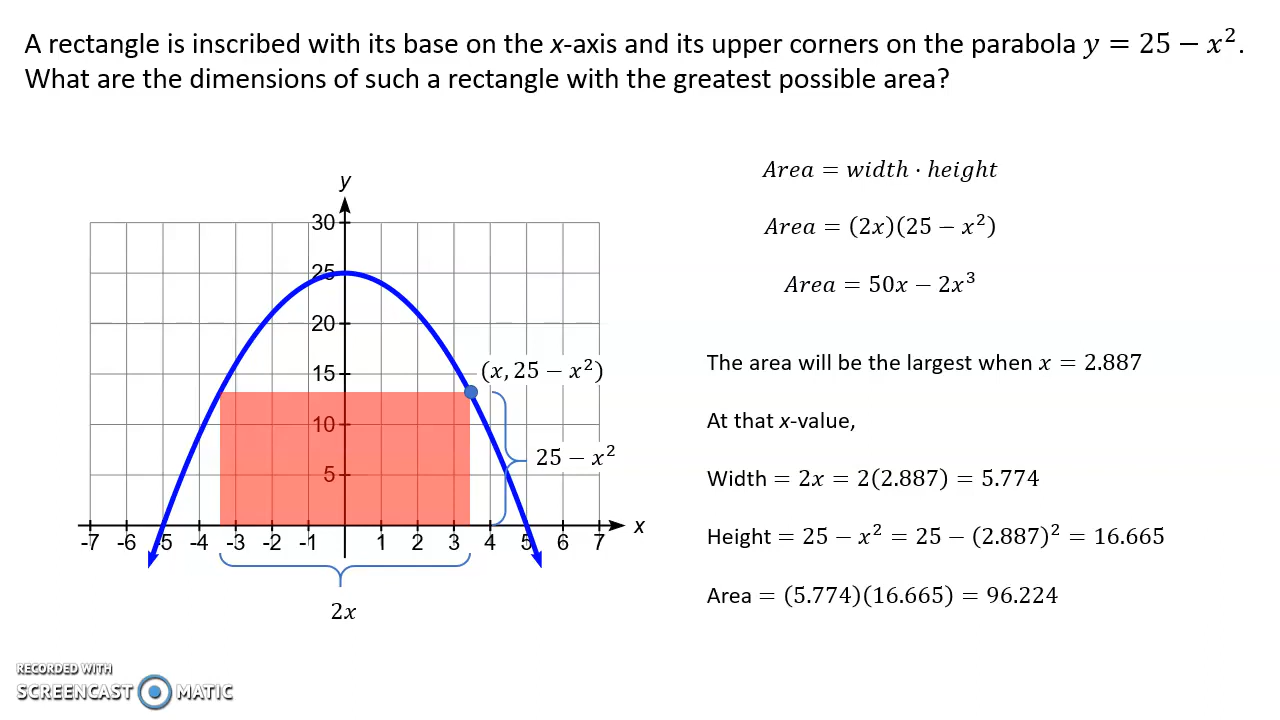 A rectangle is inscribed with its base on the x-axis and its upper corners on the parabola y = 25 − x².
What are the dimensions of such a rectangle with the greatest possible area?
Area = width · height
Area = (2x)(25 − x²)
Area = 50x − 2x³
The area will be the largest when x = 2.887
At that x-value,
Width = 2x = 2(2.887) = 5.774
Height = 25 − x² = 25 − (2.887)² = 16.665
Area = (5.774)(16.665) = 96.224
y
30
25
20
15
10
5
(x, 25 − x²)
25 − x²
x
-7 -6 -5 -4 -3 -2 -1 1 2 3 4 5 6 7
2x
RECORDED WITH
SCREENCAST MATIC